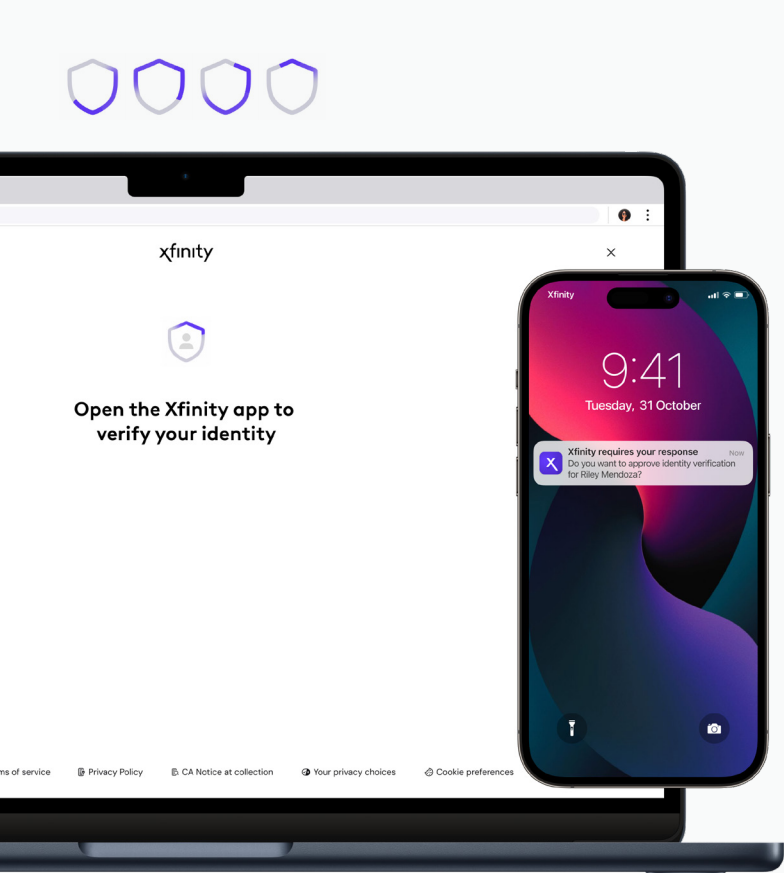 xfinity
Open the Xfinity app to
verify your identity
Xfinity
9:41
Tuesday, 31 October
Xfinity requires your response
Now
Do you want to approve identity verification
for Riley Mendoza?
of service
Privacy Policy
CA Notice at collection
Your privacy choices
Cookie preferences